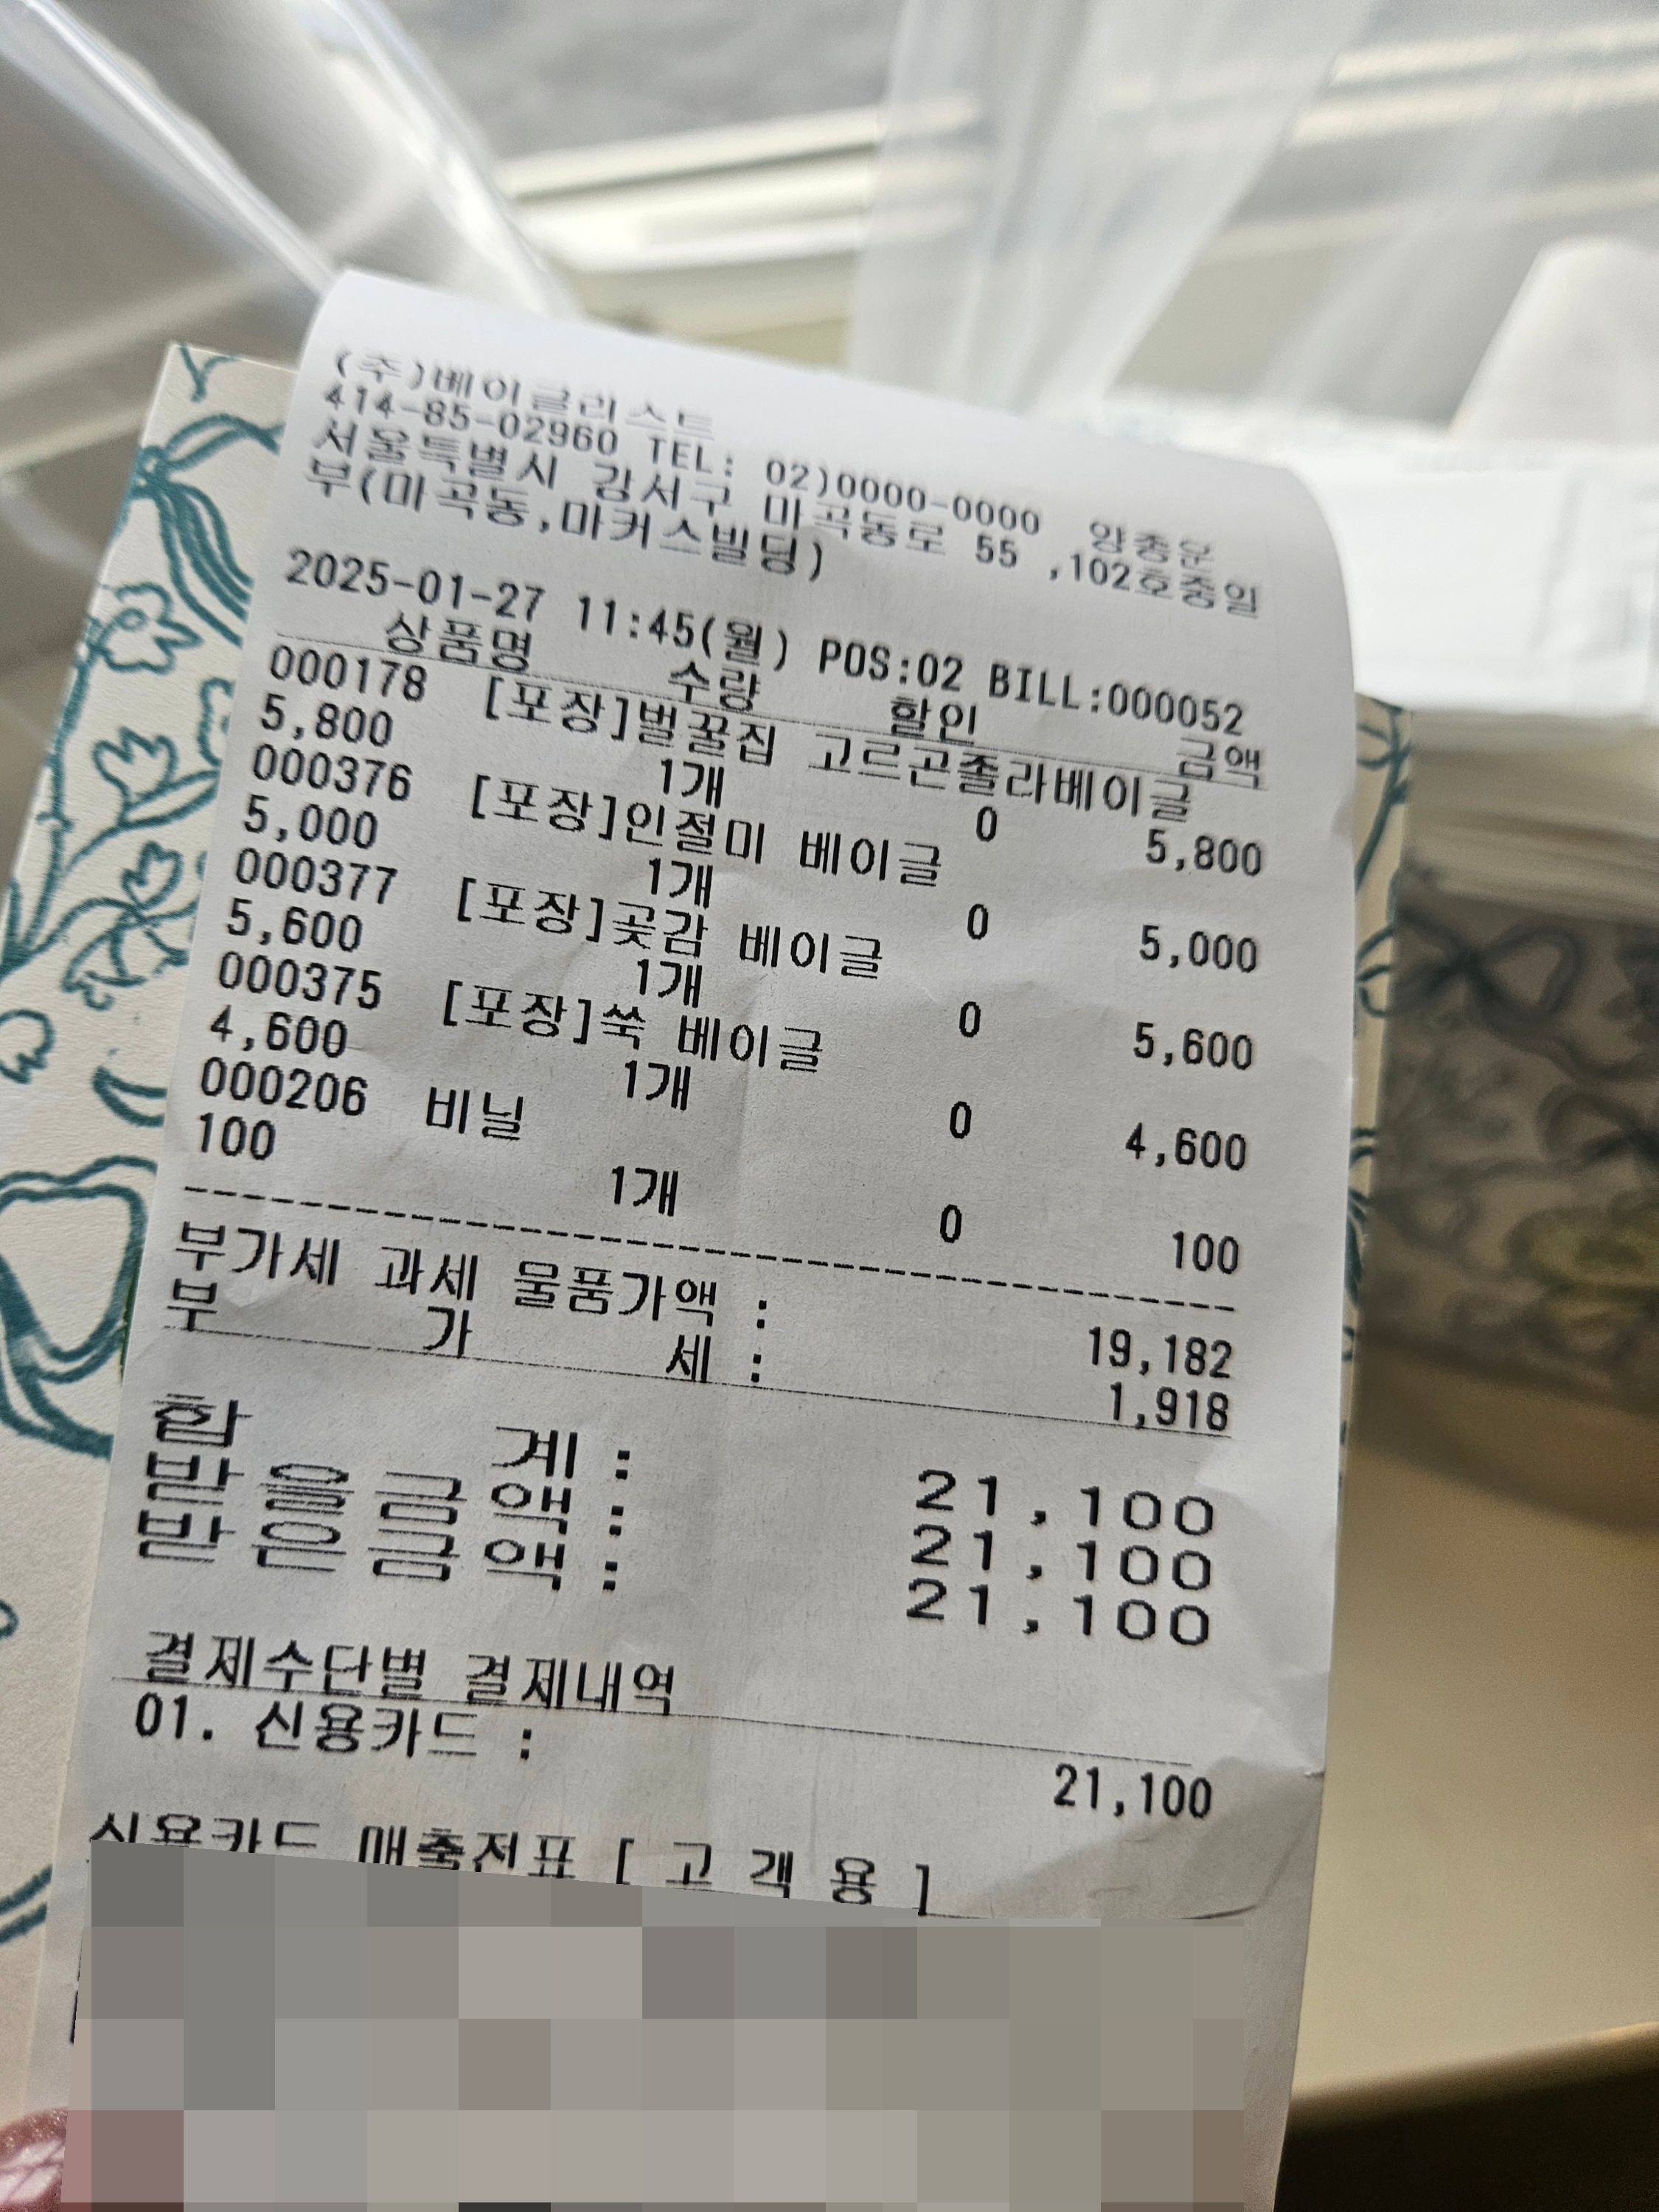 (주)베이글리스트
414-85-02960 TEL: 02)0000-0000 양종운
서울특별시 강서구 마곡동로 55 ,102호중일
부(마곡동,마커스빌딩)
2025-01-27 11:45(월) POS:02 BILL:000052
상품명 수량 할인 금액
000178 [포장]벌꿀집 고르곤졸라베이글
5,800 1개 0 5,800
000376 [포장]인절미 베이글
5,000 1개 0 5,000
000377 [포장]곶감 베이글
5,600 1개 0 5,600
000375 [포장]쑥 베이글
4,600 1개 0 4,600
000206 비닐
100 1개 0 100
부가세 과세 물품가액 : 19,182
부 가 세 : 1,918
합 계 : 21,100
받을금액 : 21,100
받은금액 : 21,100
결제수단별 결제내역
01. 신용카드 : 21,100
신용카드 매출전표 [ 고 객 용 ]